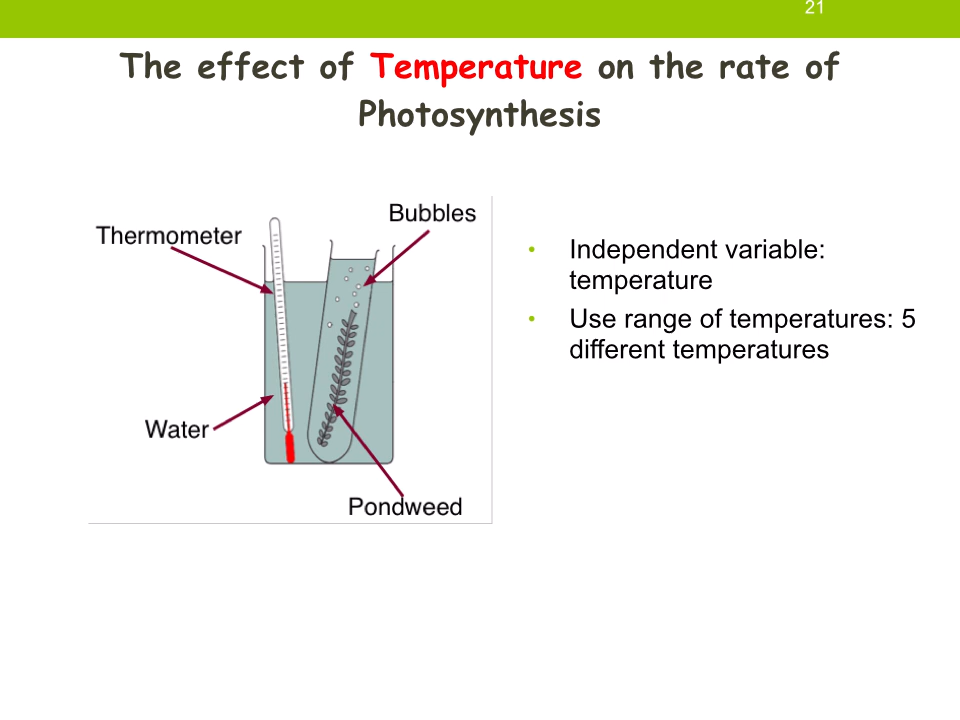 21
The effect of Temperature on the rate of
Photosynthesis
Bubbles
Thermometer
Water
Pondweed
• Independent variable:
temperature
• Use range of temperatures: 5
different temperatures